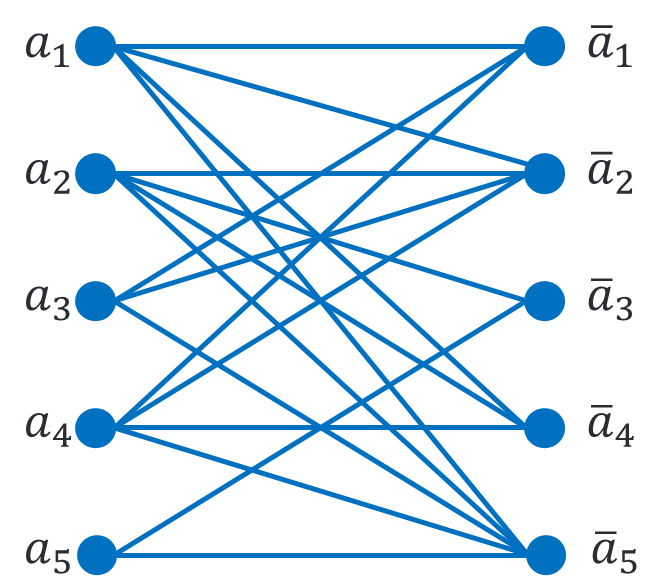 a₁ ā₁
a₂ ā₂
a₃ ā₃
a₄ ā₄
a₅ ā₅